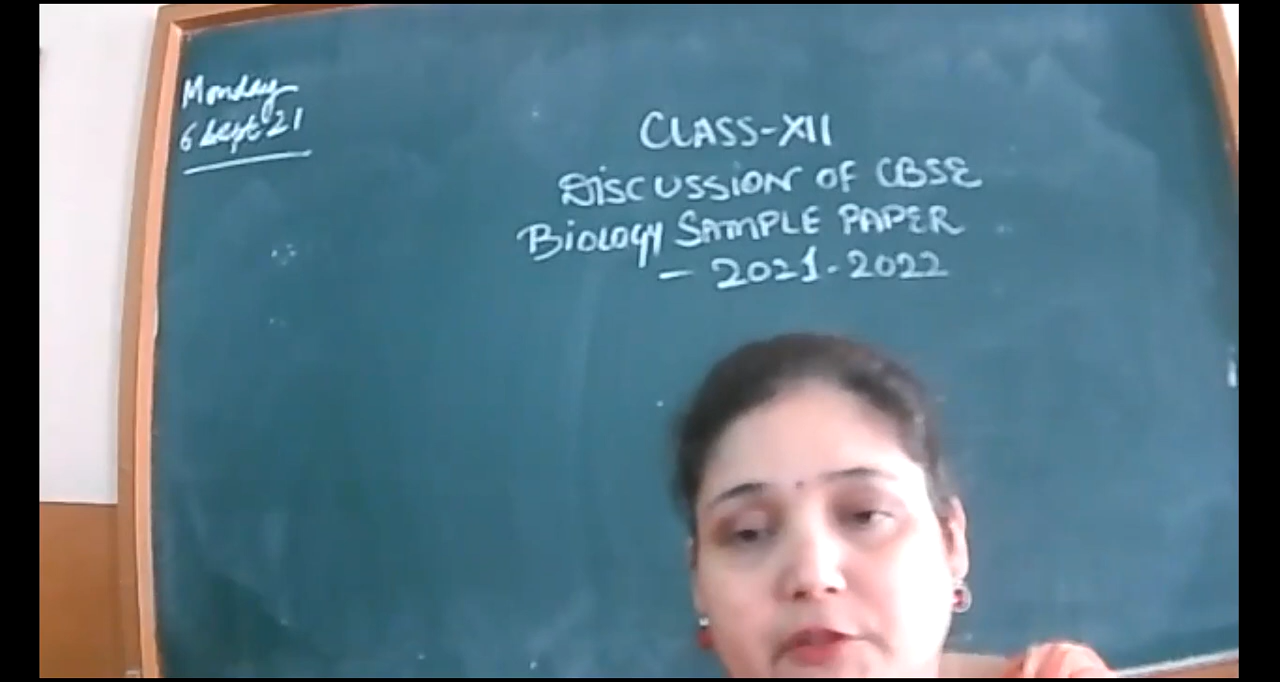 Monday
6 Sept 21
CLASS-XII
DISCUSSION OF CBSE
BIOLOGY SAMPLE PAPER
- 2021-2022